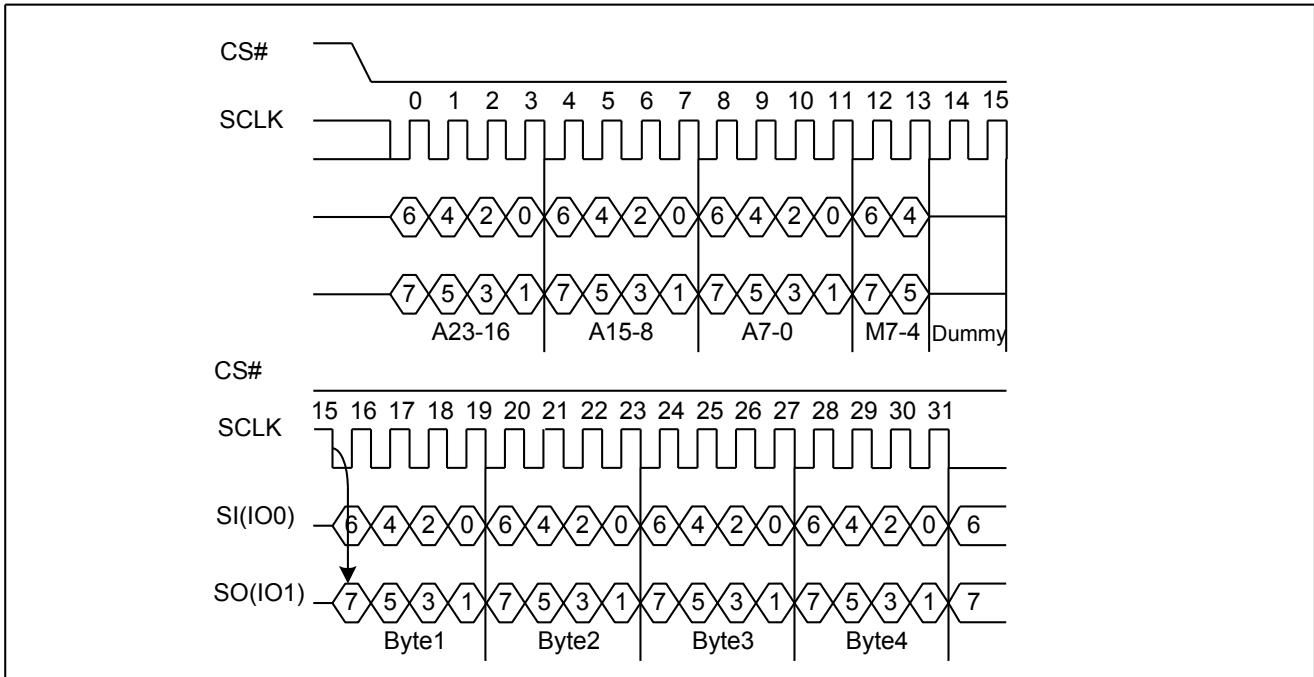 CS#
0 1 2 3 4 5 6 7 8 9 10 11 12 13 14 15
SCLK
6 4 2 0 6 4 2 0 6 4 2 0 6 4
7 5 3 1 7 5 3 1 7 5 3 1 7 5
A23-16 A15-8 A7-0 M7-4 Dummy
CS#
15 16 17 18 19 20 21 22 23 24 25 26 27 28 29 30 31
SCLK
SI(IO0) 6 4 2 0 6 4 2 0 6 4 2 0 6 4 2 0 6
SO(IO1) 7 5 3 1 7 5 3 1 7 5 3 1 7 5 3 1 7
Byte1 Byte2 Byte3 Byte4